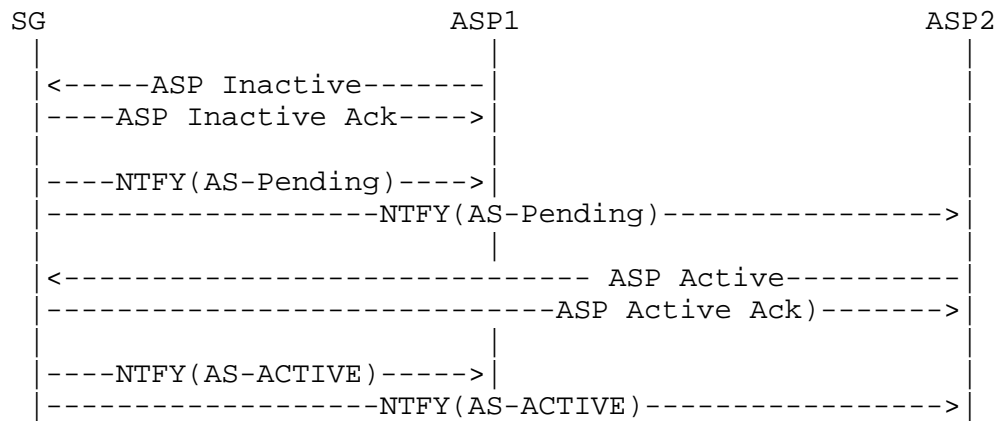 SG ASP1 ASP2
| | |
|<-----ASP Inactive-------| |
|----ASP Inactive Ack---->| |
| | |
|----NTFY(AS-Pending)---->| |
|-------------------NTFY(AS-Pending)---------------->|
| | |
|<------------------------------ ASP Active----------|
|-----------------------------ASP Active Ack)------->|
| | |
|----NTFY(AS-ACTIVE)----->| |
|-------------------NTFY(AS-ACTIVE)----------------->|